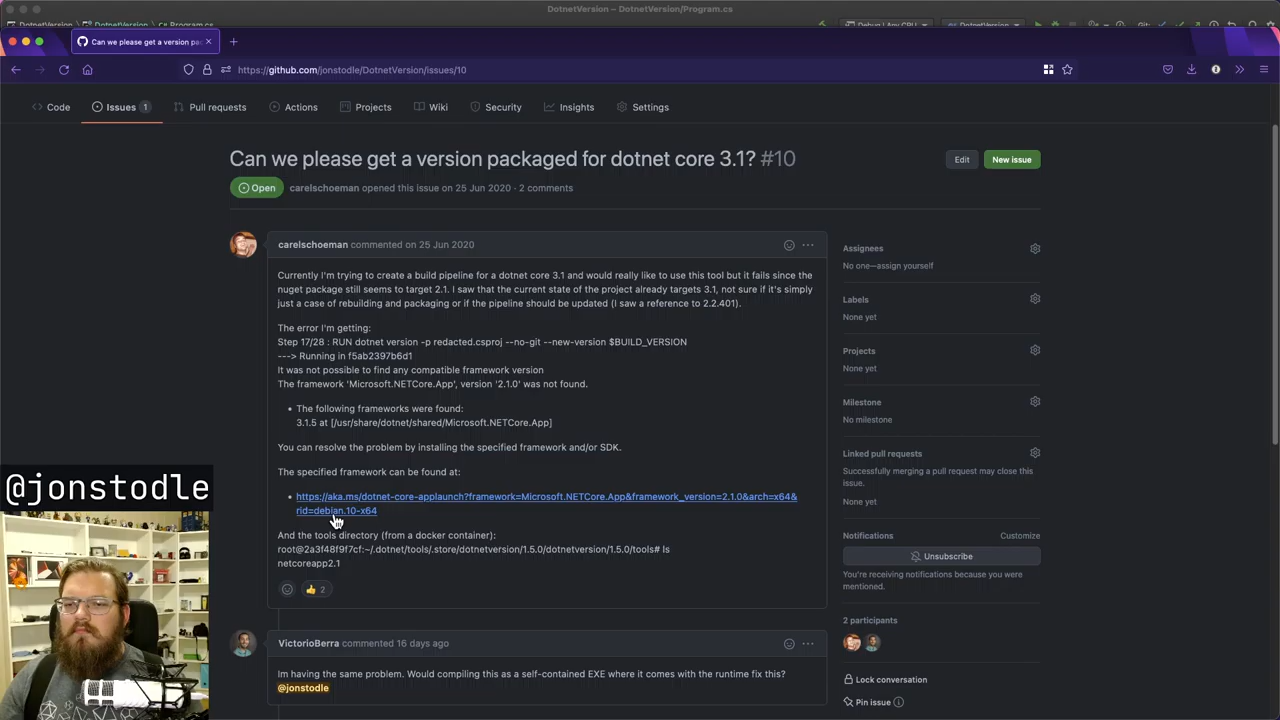 DotnetVersion – DotnetVersion/Program.cs
DotnetVersion
DotnetVersion
Program.cs
Debug | Any CPU
DotnetVersion
Git:
Can we please get a version pac
https://github.com/jonstodle/DotnetVersion/issues/10
Code
Issues 1
Pull requests
Actions
Projects
Wiki
Security
Insights
Settings
Can we please get a version packaged for dotnet core 3.1? #10
Edit
New issue
Open
carelschoeman opened this issue on 25 Jun 2020 · 2 comments
carelschoeman commented on 25 Jun 2020
Currently I'm trying to create a build pipeline for a dotnet core 3.1 and would really like to use this tool but it fails since the
nuget package still seems to target 2.1. I saw that the current state of the project already targets 3.1, not sure if it's simply
just a case of rebuilding and packaging or if the pipeline should be updated (I saw a reference to 2.2.401).
The error I'm getting:
Step 17/28 : RUN dotnet version -p redacted.csproj --no-git --new-version $BUILD_VERSION
---> Running in f5ab2397b6d1
It was not possible to find any compatible framework version
The framework 'Microsoft.NETCore.App', version '2.1.0' was not found.
• The following frameworks were found:
3.1.5 at [/usr/share/dotnet/shared/Microsoft.NETCore.App]
You can resolve the problem by installing the specified framework and/or SDK.
The specified framework can be found at:
• https://aka.ms/dotnet-core-applaunch?framework=Microsoft.NETCore.App&framework_version=2.1.0&arch=x64&
rid=debian.10-x64
And the tools directory (from a docker container):
root@2a3f48f9f7cf:~/.dotnet/tools/.store/dotnetversion/1.5.0/dotnetversion/1.5.0/tools# ls
netcoreapp2.1
👍 2
VictorioBerra commented 16 days ago
Im having the same problem. Would compiling this as a self-contained EXE where it comes with the runtime fix this?
@jonstodle
Assignees
No one—assign yourself
Labels
None yet
Projects
None yet
Milestone
No milestone
Linked pull requests
Successfully merging a pull request may close this
issue.
None yet
Notifications
Customize
Unsubscribe
You're receiving notifications because you were
mentioned.
2 participants
Lock conversation
Pin issue
@jonstodle